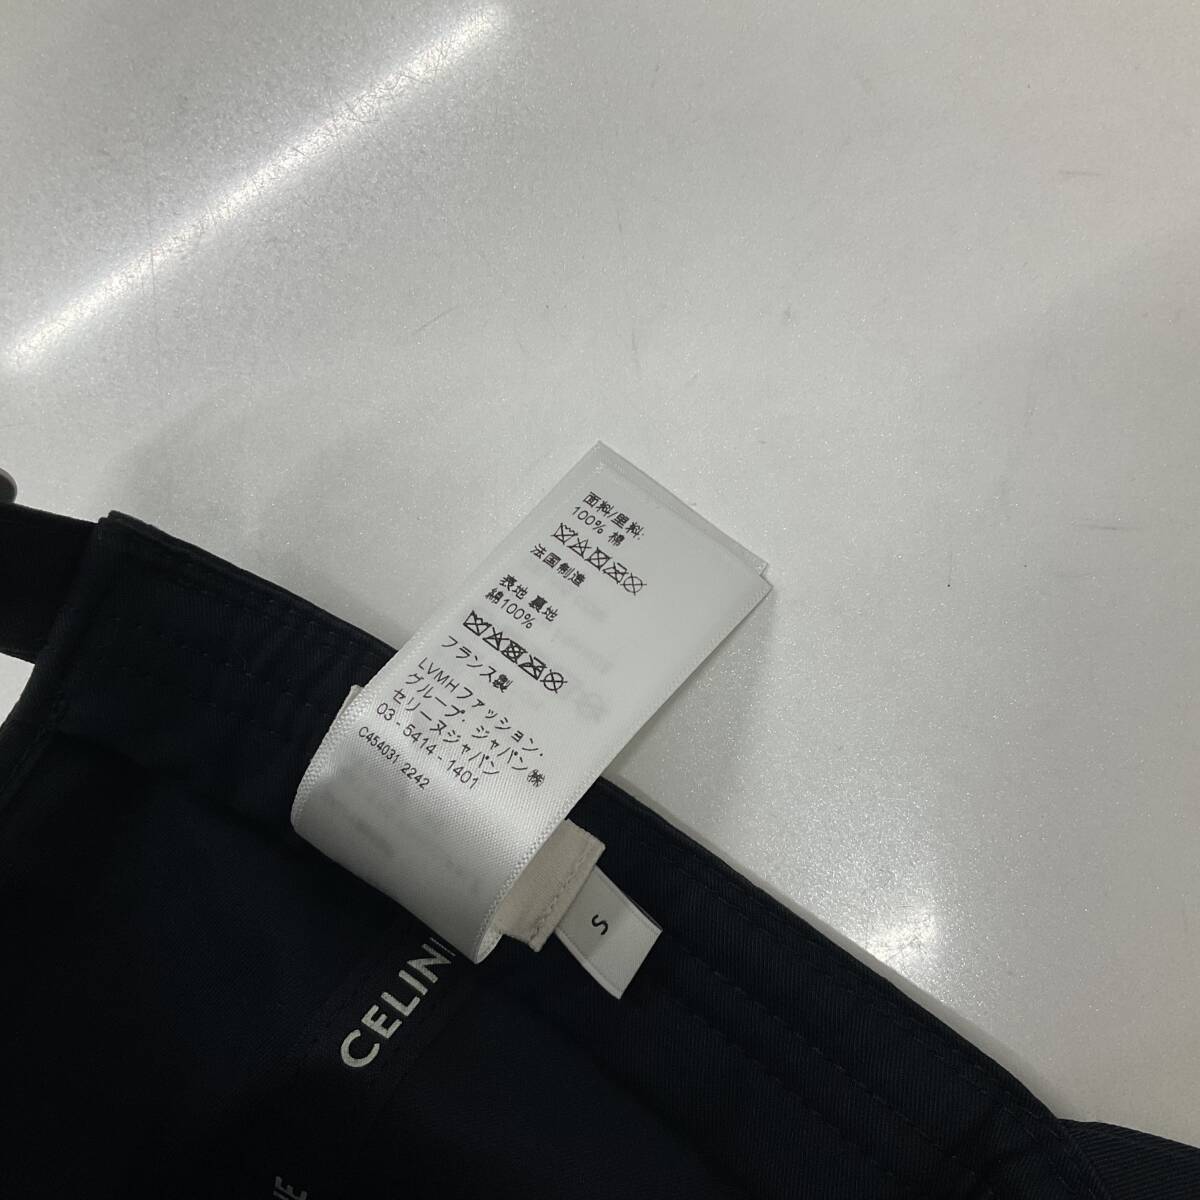 面料/里料:
100% 棉
法国制造
表地 裏地
綿100%
フランス製
LVMHファッション・
グループ・ジャパン㈱
セリーヌジャパン
03-5414-1401
C454031 2242
S
CELINE
NE